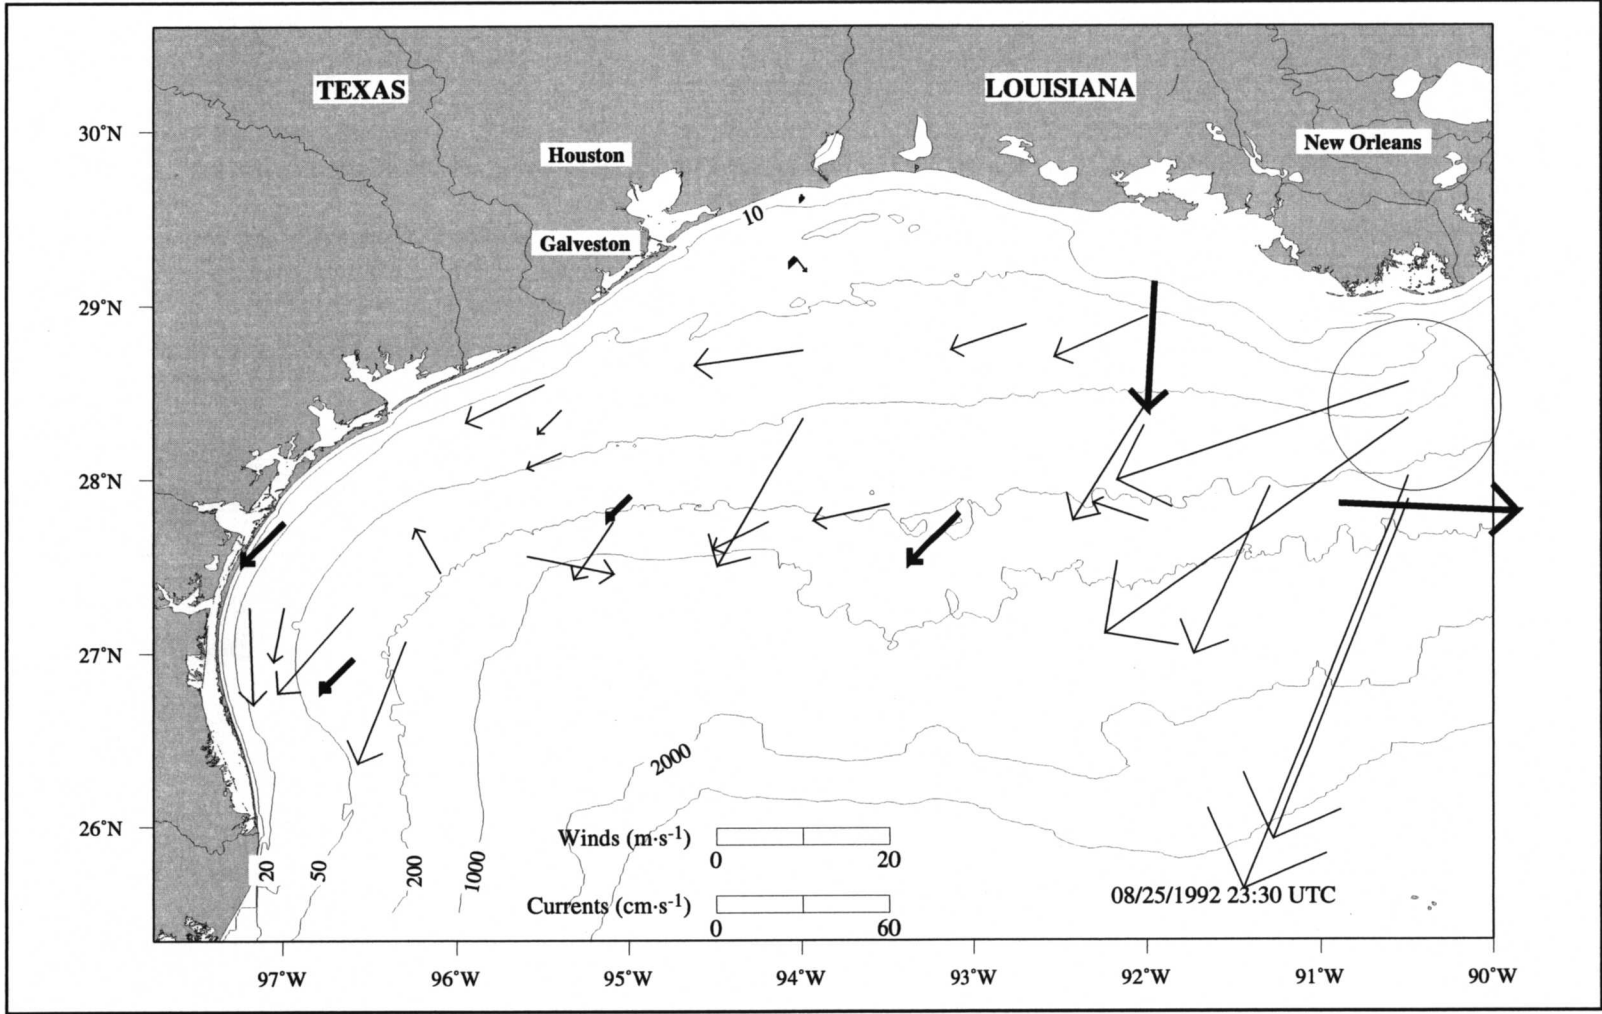 TEXAS
LOUISIANA
30°N
New Orleans
Houston
10
Galveston
29°N
28°N
27°N
2000
26°N
Winds (m·s-1)
0 20
20
50
200
1000
Currents (cm·s-1)
0 60
08/25/1992 23:30 UTC
97°W 96°W 95°W 94°W 93°W 92°W 91°W 90°W